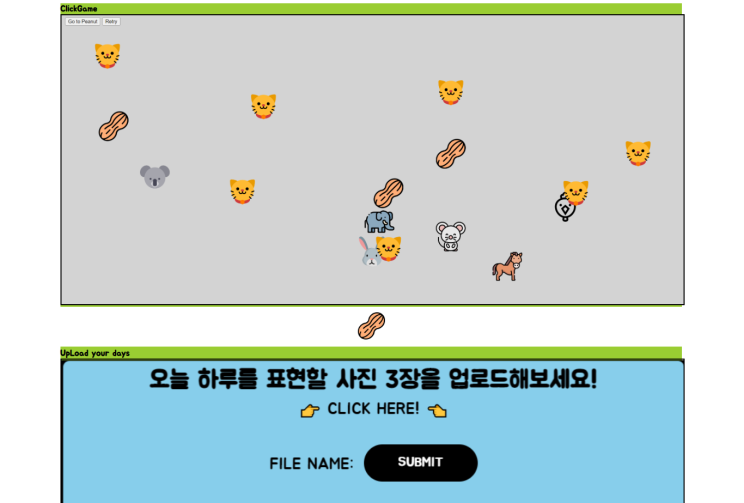 ClickGame
Go to Peanut Retry
UpLoad your days
오늘 하루를 표현할 사진 3장을 업로드해보세요!
CLICK HERE!
FILE NAME: SUBMIT